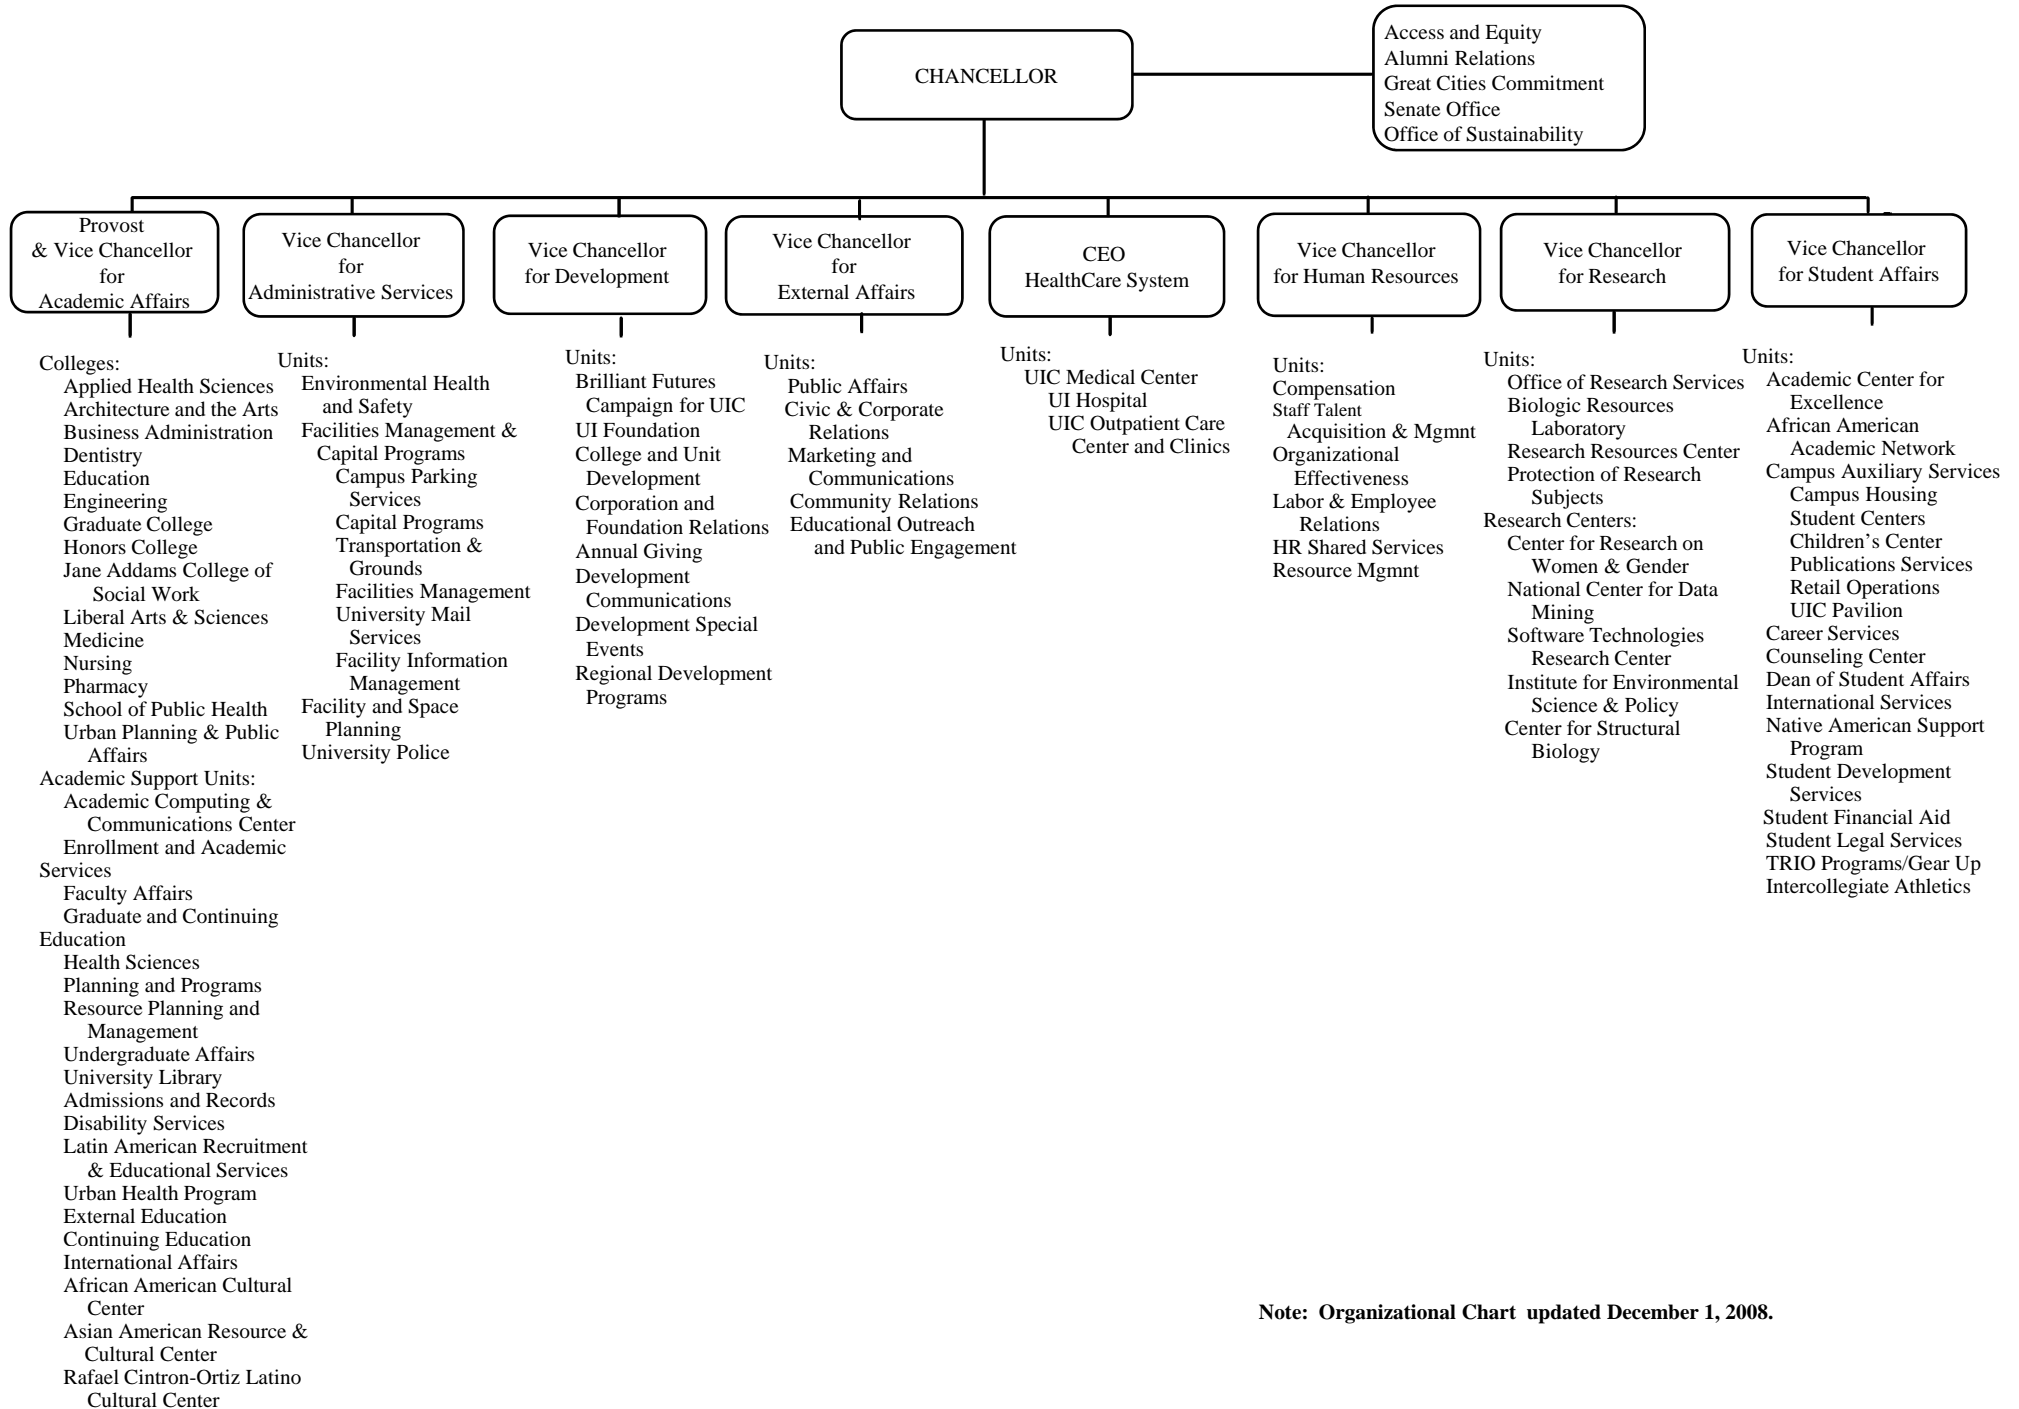 CHANCELLOR
Access and Equity
Alumni Relations
Great Cities Commitment
Senate Office
Office of Sustainability
Provost
& Vice Chancellor
for
Academic Affairs
Vice Chancellor
for
Administrative Services
Vice Chancellor
for Development
Vice Chancellor
for
External Affairs
CEO
HealthCare System
Vice Chancellor
for Human Resources
Vice Chancellor
for Research
Vice Chancellor
for Student Affairs
Colleges:
Applied Health Sciences
Architecture and the Arts
Business Administration
Dentistry
Education
Engineering
Graduate College
Honors College
Jane Addams College of
Social Work
Liberal Arts & Sciences
Medicine
Nursing
Pharmacy
School of Public Health
Urban Planning & Public
Affairs
Academic Support Units:
Academic Computing &
Communications Center
Enrollment and Academic
Services
Faculty Affairs
Graduate and Continuing
Education
Health Sciences
Planning and Programs
Resource Planning and
Management
Undergraduate Affairs
University Library
Admissions and Records
Disability Services
Latin American Recruitment
& Educational Services
Urban Health Program
External Education
Continuing Education
International Affairs
African American Cultural
Center
Asian American Resource &
Cultural Center
Rafael Cintron-Ortiz Latino
Cultural Center
Units:
Environmental Health
and Safety
Facilities Management &
Capital Programs
Campus Parking
Services
Capital Programs
Transportation &
Grounds
Facilities Management
University Mail
Services
Facility Information
Management
Facility and Space
Planning
University Police
Units:
Brilliant Futures
Campaign for UIC
UI Foundation
College and Unit
Development
Corporation and
Foundation Relations
Annual Giving
Development
Communications
Development Special
Events
Regional Development
Programs
Units:
Public Affairs
Civic & Corporate
Relations
Marketing and
Communications
Community Relations
Educational Outreach
and Public Engagement
Units:
UIC Medical Center
UI Hospital
UIC Outpatient Care
Center and Clinics
Units:
Compensation
Staff Talent
Acquisition & Mgmnt
Organizational
Effectiveness
Labor & Employee
Relations
HR Shared Services
Resource Mgmnt
Units:
Office of Research Services
Biologic Resources
Laboratory
Research Resources Center
Protection of Research
Subjects
Research Centers:
Center for Research on
Women & Gender
National Center for Data
Mining
Software Technologies
Research Center
Institute for Environmental
Science & Policy
Center for Structural
Biology
Units:
Academic Center for
Excellence
African American
Academic Network
Campus Auxiliary Services
Campus Housing
Student Centers
Children’s Center
Publications Services
Retail Operations
UIC Pavilion
Career Services
Counseling Center
Dean of Student Affairs
International Services
Native American Support
Program
Student Development
Services
Student Financial Aid
Student Legal Services
TRIO Programs/Gear Up
Intercollegiate Athletics
Note:  Organizational Chart  updated December 1, 2008.